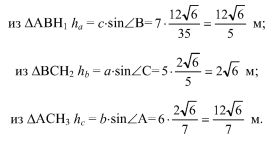 из ΔABH₁ hₐ = c·sin∠B= 7 · 12√6/35 = 12√6/5 м;
из ΔBCH₂ h_b = a·sin∠C= 5 · 2√6/5 = 2√6 м;
из ΔACH₃ h_c = b·sin∠A= 6 · 2√6/7 = 12√6/7 м.